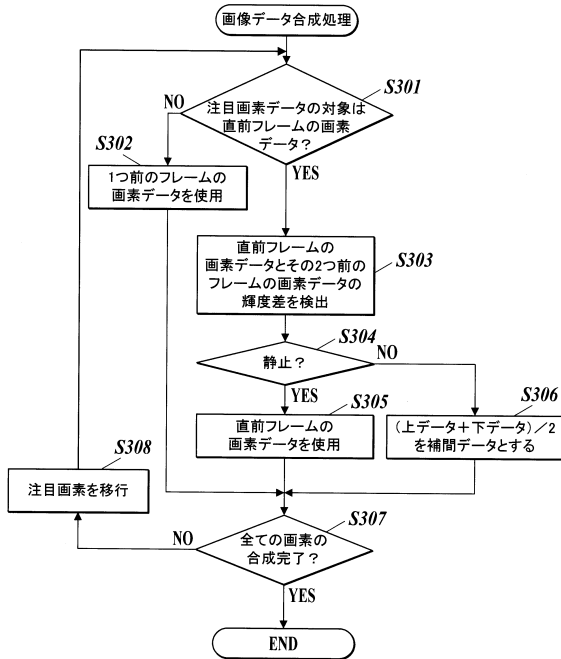 画像データ合成処理
S301
NO
注目画素データの対象は
直前フレームの画素
データ？
YES
S302
1つ前のフレームの
画素データを使用
直前フレームの
画素データとその2つ前の
フレームの画素データの
輝度差を検出
S303
S304
静止？
NO
YES
S305
直前フレームの
画素データを使用
S306
(上データ＋下データ)／2
を補間データとする
S308
注目画素を移行
S307
NO
全ての画素の
合成完了？
YES
END